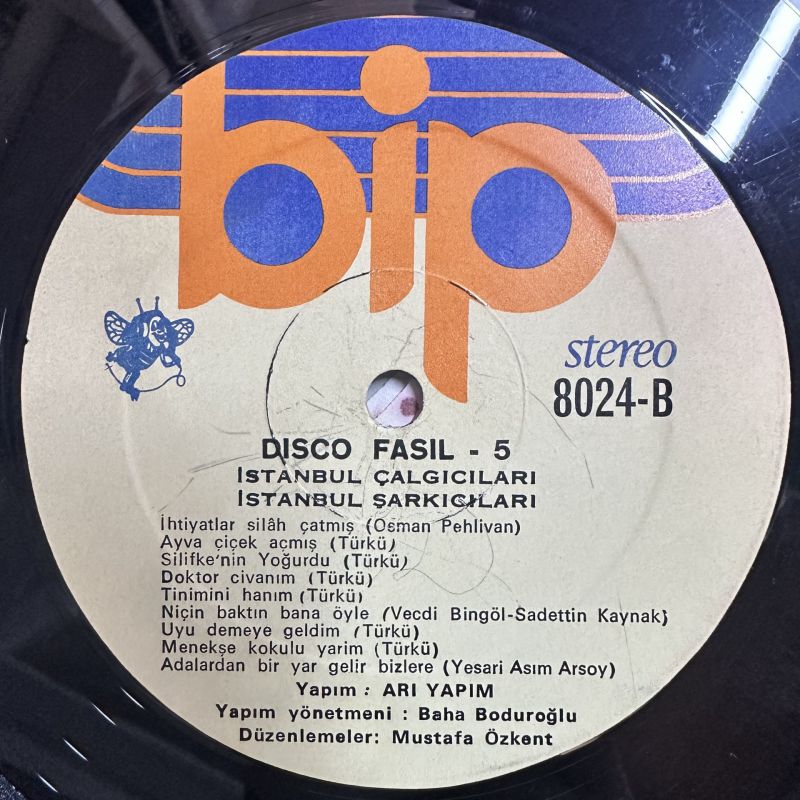 bip
stereo
8024-B
DISCO FASIL - 5
İSTANBUL ÇALGICILARI
İSTANBUL ŞARKICILARI
İhtiyatlar silâh çatmış (Osman Pehlivan)
Ayva çiçek açmış (Türkü)
Silifke'nin Yoğurdu (Türkü)
Doktor civanım (Türkü)
Tinimini hanım (Türkü)
Niçin baktın bana öyle (Vecdi Bingöl-Sadettin Kaynak)
Uyu demeye geldim (Türkü)
Menekşe kokulu yarim (Türkü)
Adalardan bir yar gelir bizlere (Yesari Asım Arsoy)
Yapım : ARI YAPIM
Yapım yönetmeni : Baha Boduroğlu
Düzenlemeler: Mustafa Özkent